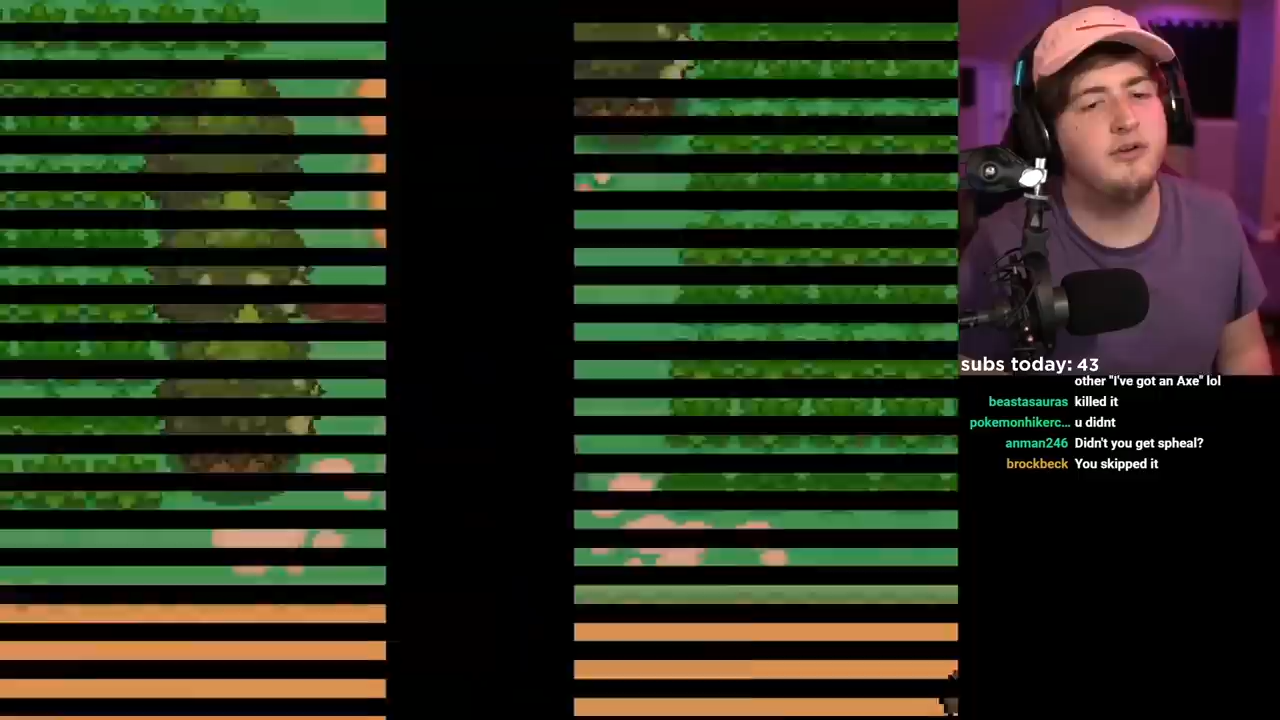 subs today: 43
other "I've got an Axe" lol
beastasauras killed it
pokemonhikerc... u didnt
anman246 Didn't you get spheal?
brockbeck You skipped it